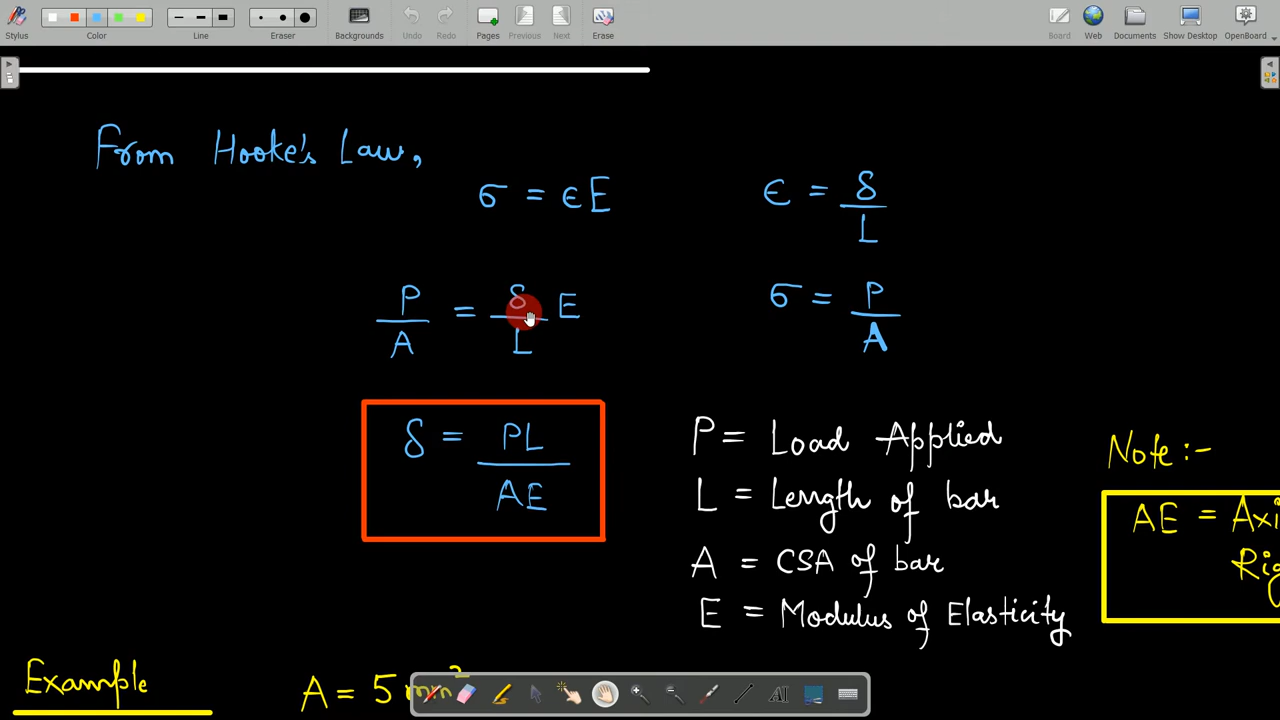 Stylus Color Line Eraser Backgrounds Undo Redo Pages Previous Next Erase Board Web Documents Show Desktop OpenBoard
From Hooke's Law,
σ = ϵE
ϵ = δ/L
P/A = δ/L E
σ = P/A
δ = PL/AE
P = Load Applied
L = Length of bar
A = CSA of bar
E = Modulus of Elasticity
Note :-
AE = Axi
Rig
Example
A = 5 mm²